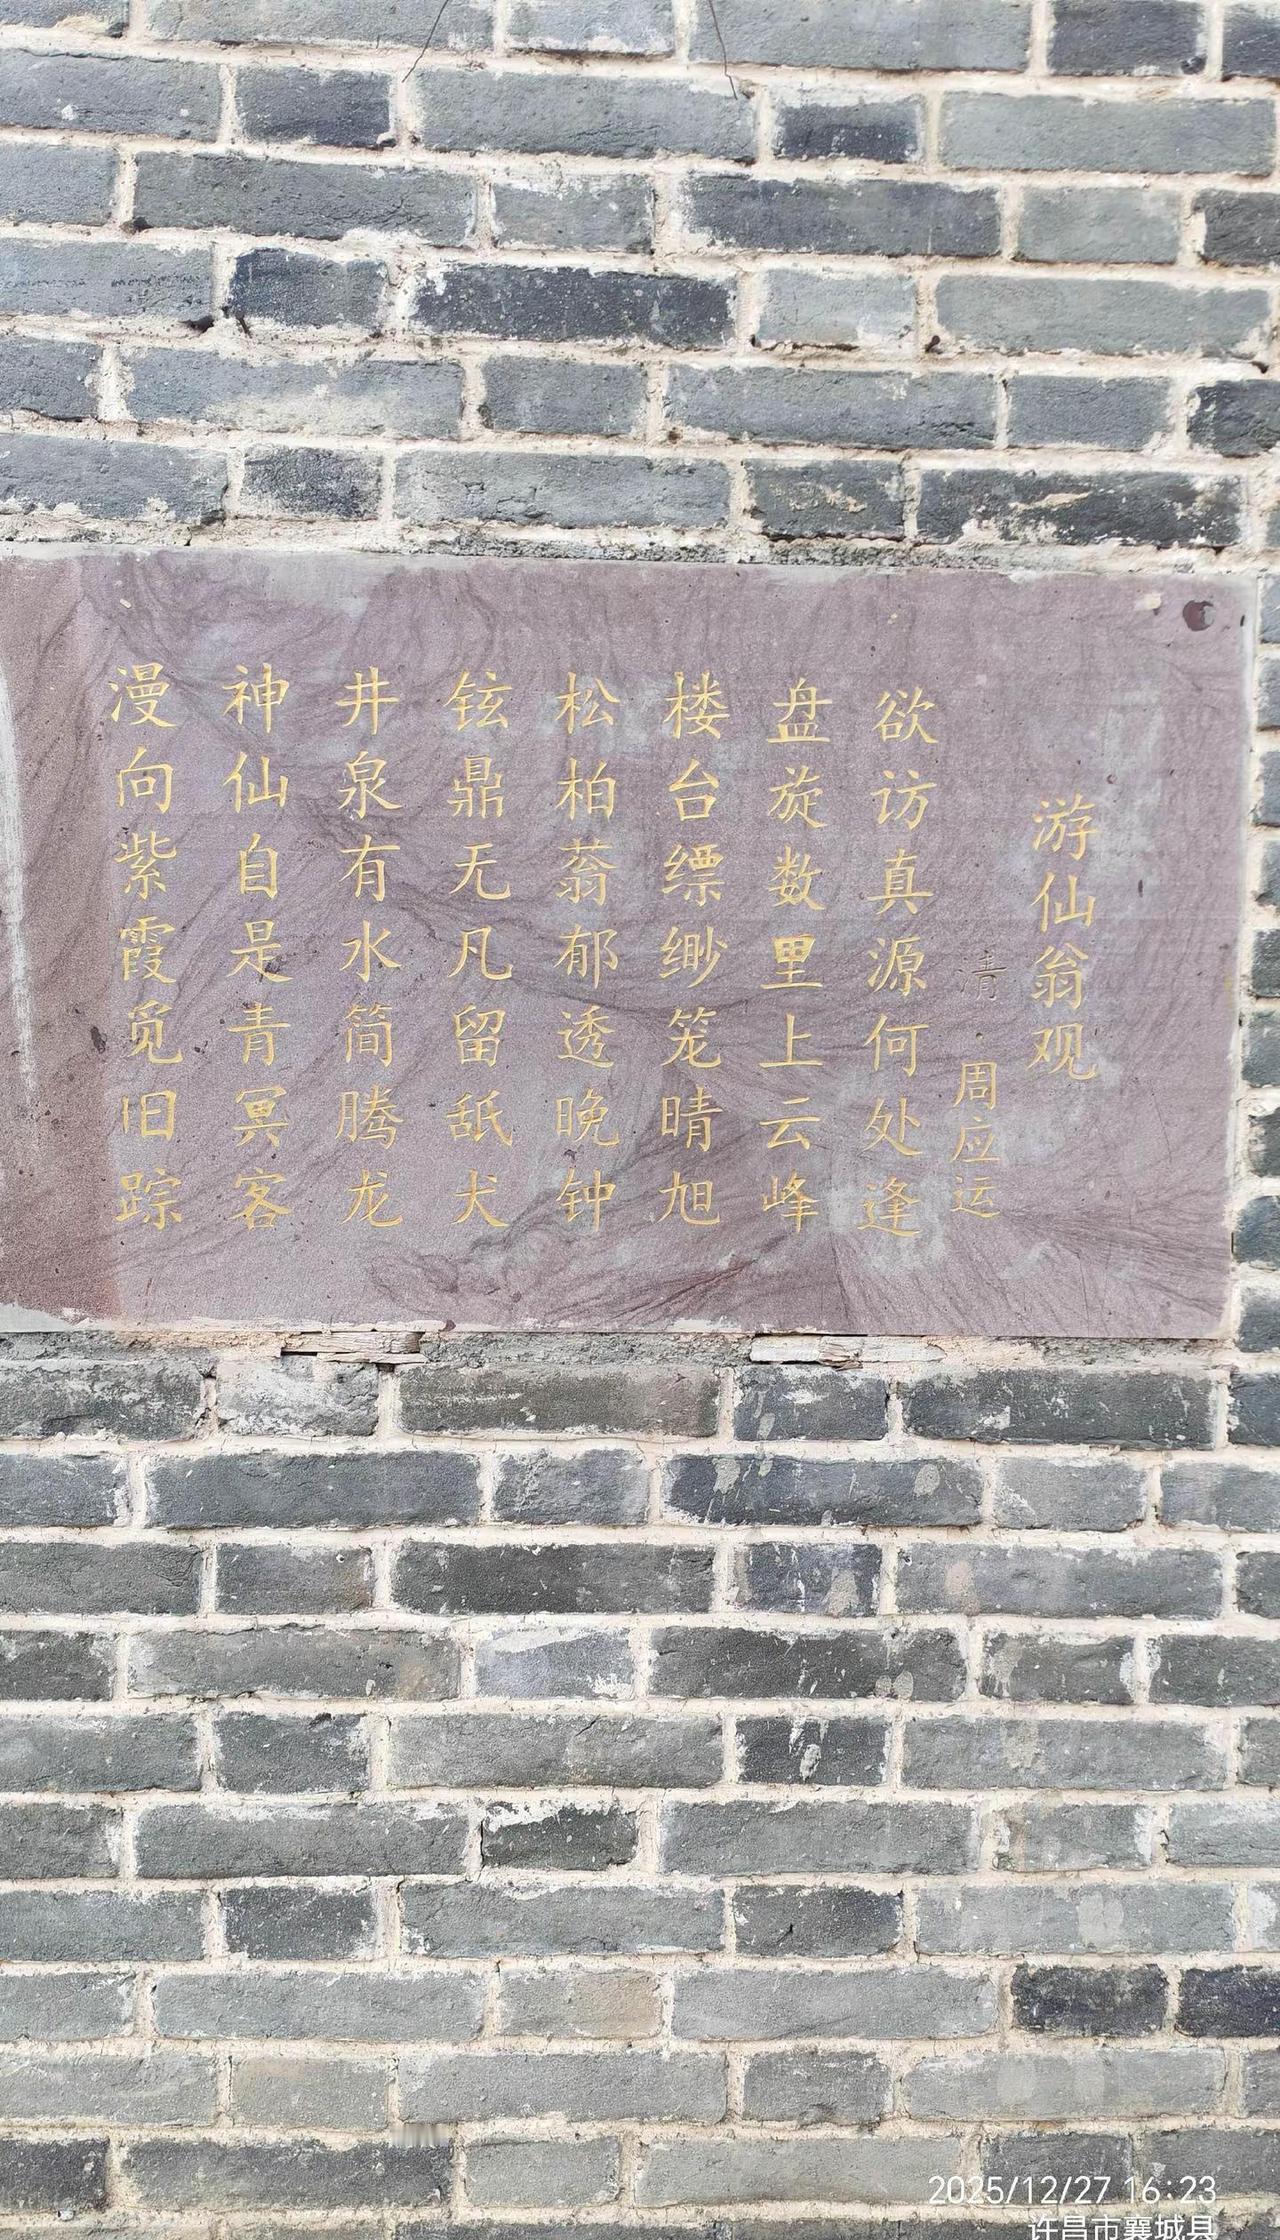 游仙翁观
清·周应运
欲访真源何处逢
盘旋数里上云峰
楼台缥缈笼晴旭
松柏蓊郁透晚钟
铉鼎无凡留舐犬
井泉有水简腾龙
神仙自是青冥客
漫向紫霞觅旧踪
2025/12/27 16:23
许昌市襄城县